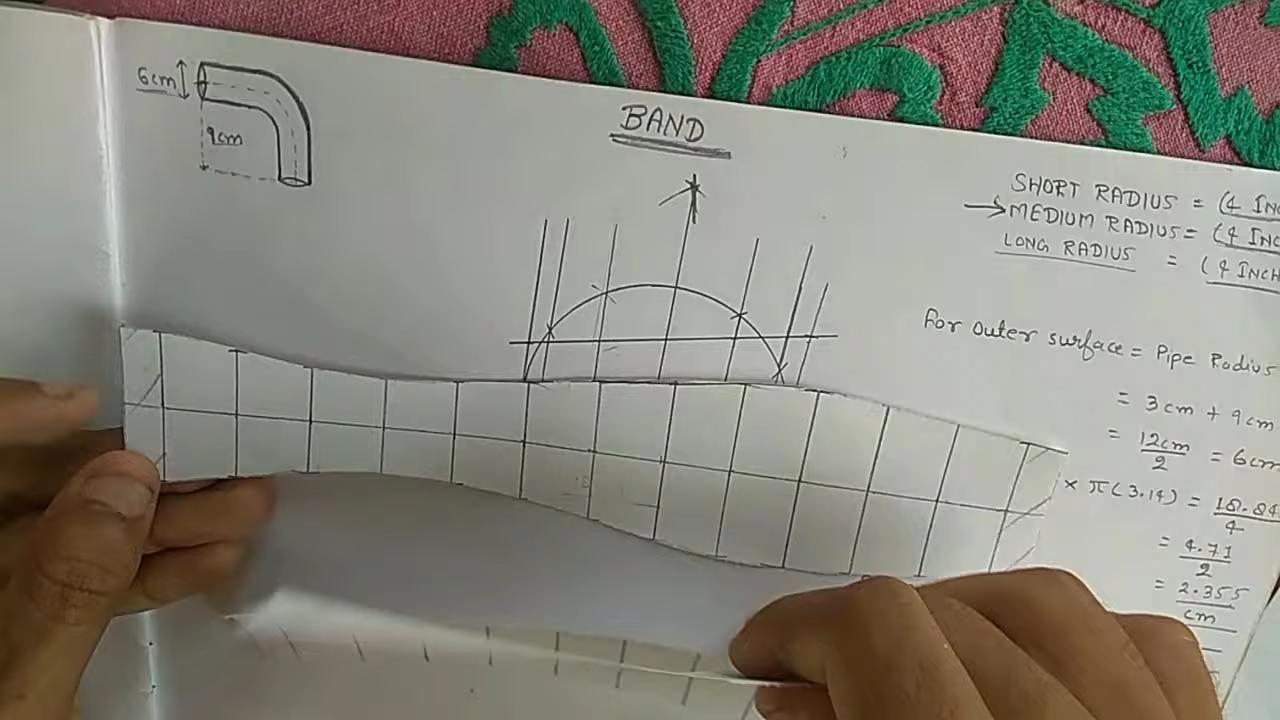 6cm
9cm
BAND
SHORT RADIUS = (4 INC
→MEDIUM RADIUS = (4 INC
LONG RADIUS = (4 INCH
For outer surface = Pipe Radius
= 3cm + 9cm
= 12cm/2 = 6cm
× π(3.14) = 18.84/4
= 4.71/2
= 2.355/cm